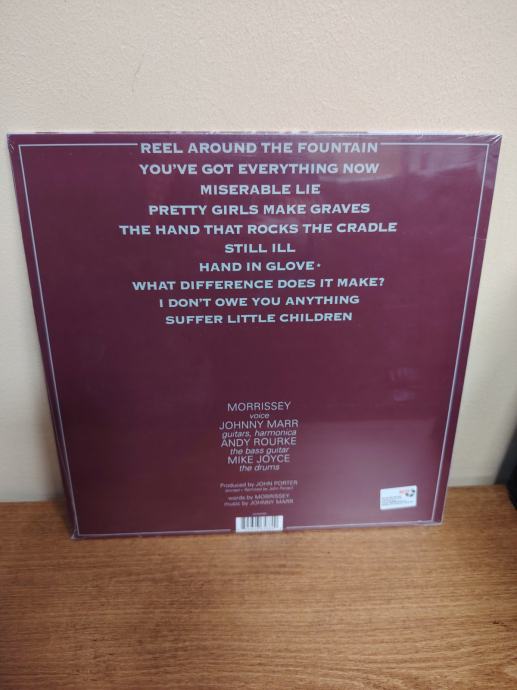 REEL AROUND THE FOUNTAIN
YOU'VE GOT EVERYTHING NOW
MISERABLE LIE
PRETTY GIRLS MAKE GRAVES
THE HAND THAT ROCKS THE CRADLE
STILL ILL
HAND IN GLOVE*
WHAT DIFFERENCE DOES IT MAKE?
I DON'T OWE YOU ANYTHING
SUFFER LITTLE CHILDREN
MORRISSEY
voice
JOHNNY MARR
guitars, harmonica
ANDY ROURKE
the bass guitar
MIKE JOYCE
the drums
Produced by JOHN PORTER
words by MORRISSEY
music by JOHNNY MARR